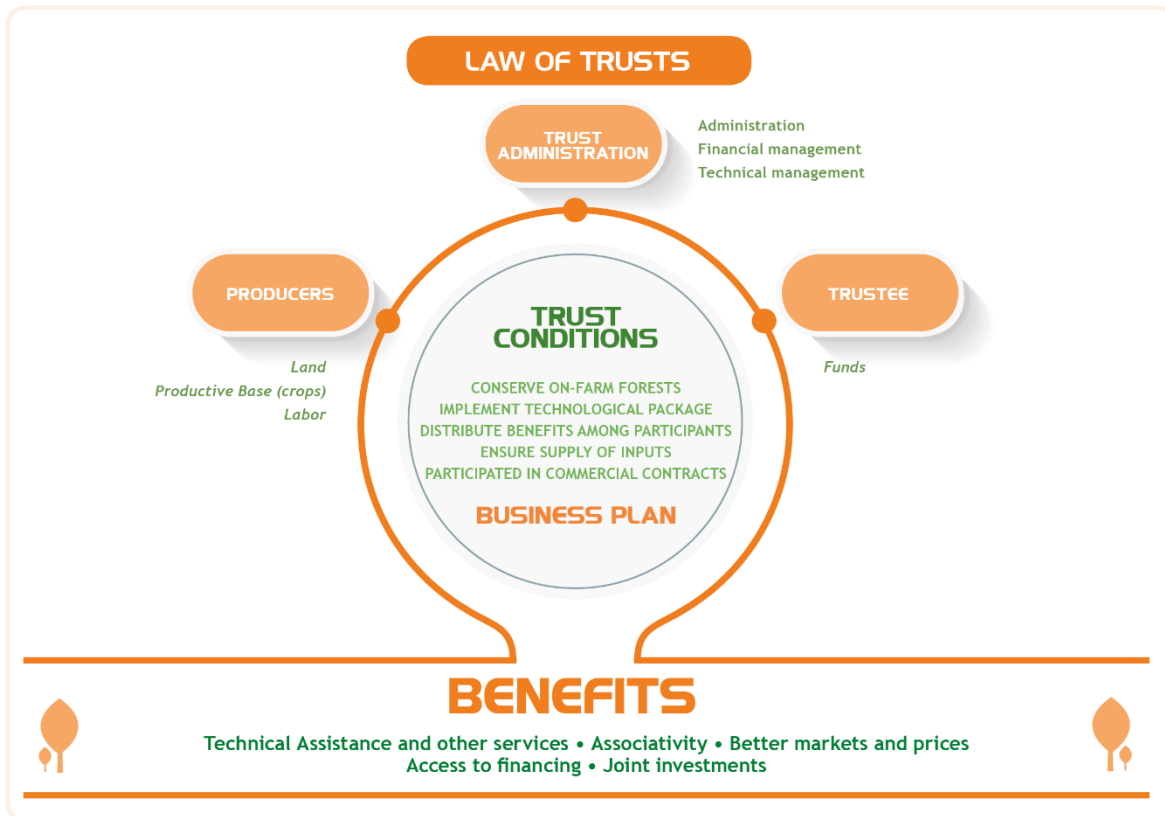 LAW OF TRUSTS
TRUST
ADMINISTRATION
Administration
Financial management
Technical management
PRODUCERS
Land
Productive Base (crops)
Labor
TRUSTEE
Funds
TRUST
CONDITIONS
CONSERVE ON-FARM FORESTS
IMPLEMENT TECHNOLOGICAL PACKAGE
DISTRIBUTE BENEFITS AMONG PARTICIPANTS
ENSURE SUPPLY OF INPUTS
PARTICIPATED IN COMMERCIAL CONTRACTS
BUSINESS PLAN
BENEFITS
Technical Assistance and other services • Associativity • Better markets and prices
Access to financing • Joint investments